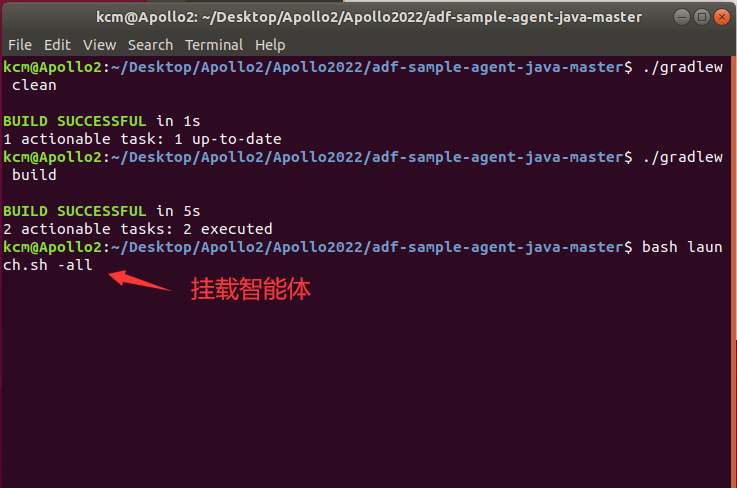 kcm@Apollo2: ~/Desktop/Apollo2/Apollo2022/adf-sample-agent-java-master
File Edit View Search Terminal Help
kcm@Apollo2:~/Desktop/Apollo2/Apollo2022/adf-sample-agent-java-master$ ./gradlew
clean
BUILD SUCCESSFUL in 1s
1 actionable task: 1 up-to-date
kcm@Apollo2:~/Desktop/Apollo2/Apollo2022/adf-sample-agent-java-master$ ./gradlew
build
BUILD SUCCESSFUL in 5s
2 actionable tasks: 2 executed
kcm@Apollo2:~/Desktop/Apollo2/Apollo2022/adf-sample-agent-java-master$ bash laun
ch.sh -all
挂载智能体